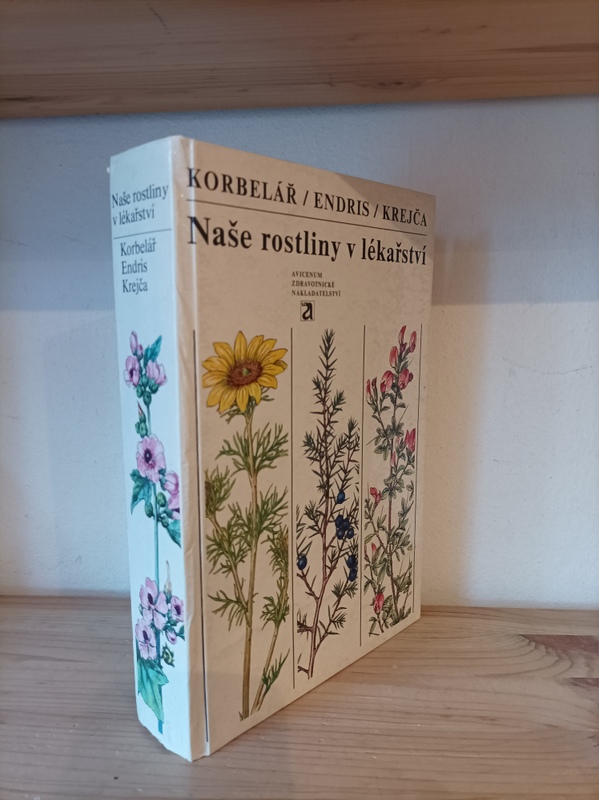 Naše rostliny
v lékařství
Korbelář
Endris
Krejča
KORBELÁŘ / ENDRIS / KREJČA
Naše rostliny v lékařství
AVICENUM
ZDRAVOTNICKÉ
NAKLADATELSTVÍ
a